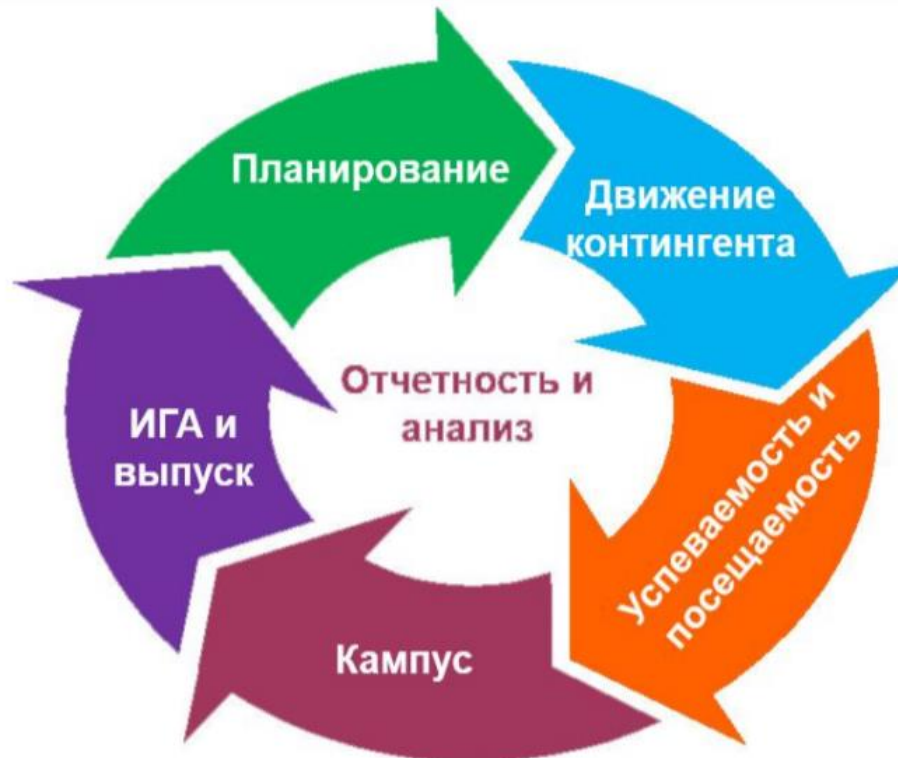 Планирование
Движение
контингента
Успеваемость и
посещаемость
Кампус
ИГА и
выпуск
Отчетность и
анализ